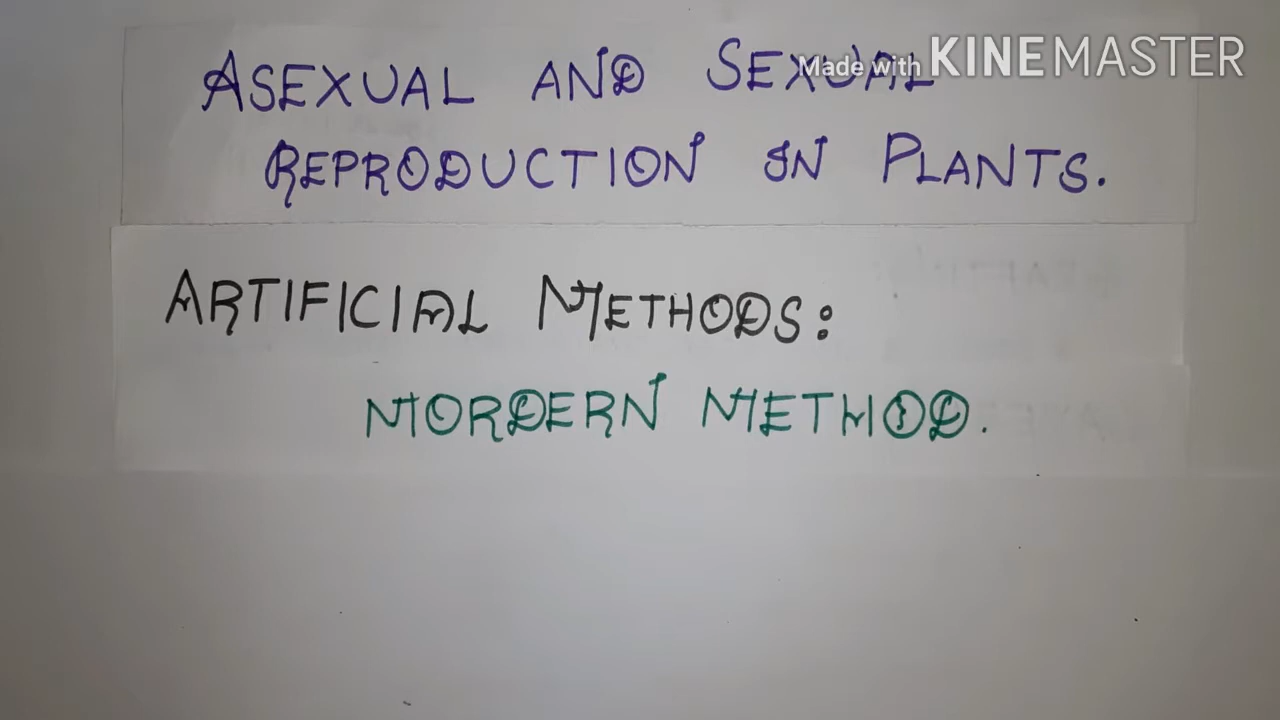 ASEXUAL AND SEXUAL
Made with KINEMASTER
REPRODUCTION IN PLANTS.
ARTIFICIAL METHODS:
MORDERN METHOD.